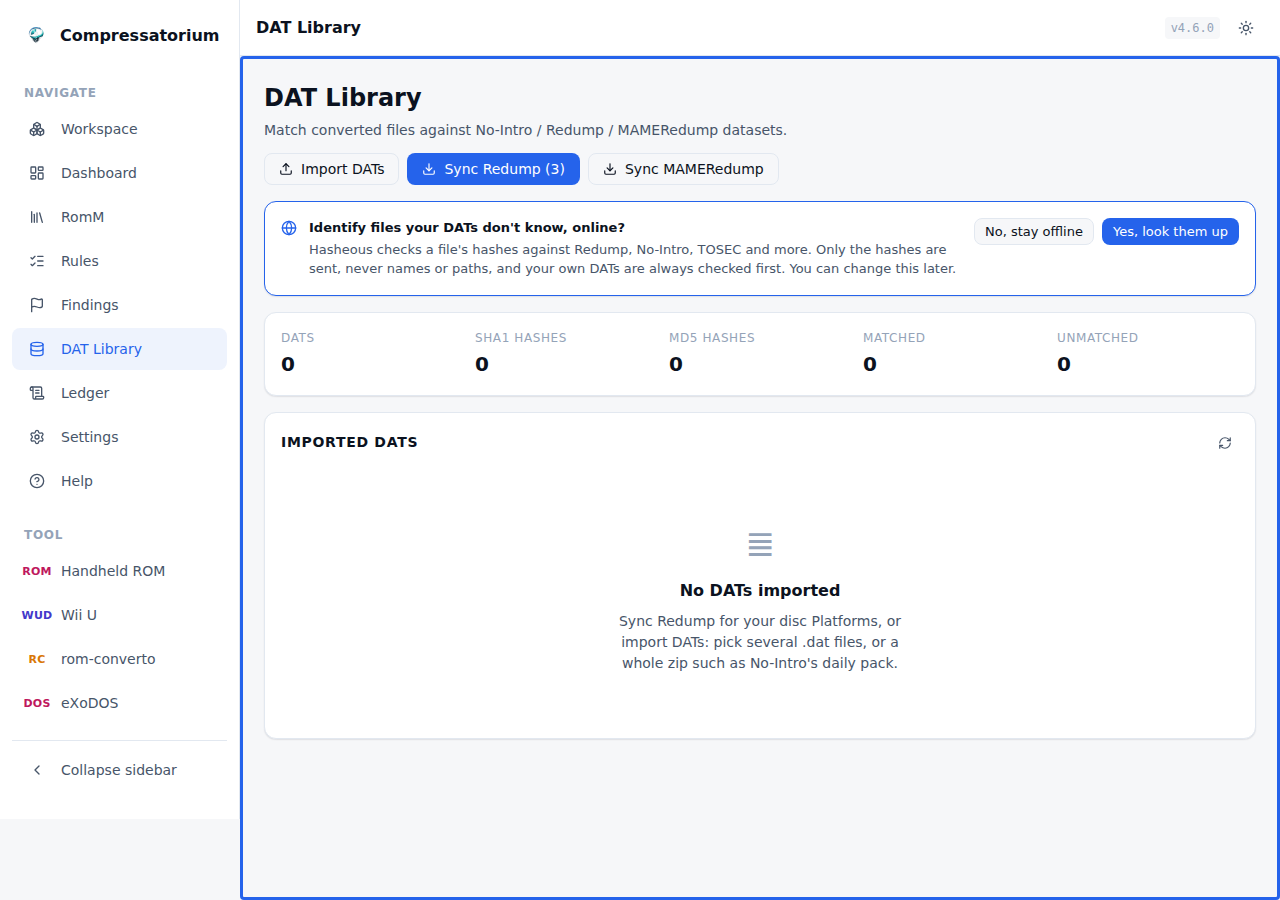 Compressatorium
DAT Library
v4.6.0
NAVIGATE
Workspace
Dashboard
RomM
Rules
Findings
DAT Library
Ledger
Settings
Help
TOOL
ROM Handheld ROM
WUD Wii U
RC rom-converto
DOS eXoDOS
Collapse sidebar
DAT Library
Match converted files against No-Intro / Redump / MAMERedump datasets.
Import DATs
Sync Redump (3)
Sync MAMERedump
Identify files your DATs don't know, online?
Hasheous checks a file's hashes against Redump, No-Intro, TOSEC and more. Only the hashes are
sent, never names or paths, and your own DATs are always checked first. You can change this later.
No, stay offline
Yes, look them up
DATS
0
SHA1 HASHES
0
MD5 HASHES
0
MATCHED
0
UNMATCHED
0
IMPORTED DATS
No DATs imported
Sync Redump for your disc Platforms, or
import DATs: pick several .dat files, or a
whole zip such as No-Intro's daily pack.